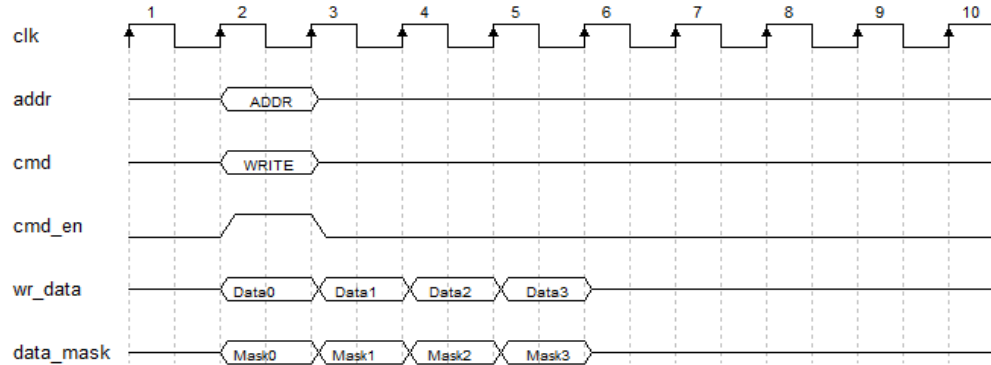 1 2 3 4 5 6 7 8 9 10
clk
addr ADDR
cmd WRITE
cmd_en
wr_data Data0 Data1 Data2 Data3
data_mask Mask0 Mask1 Mask2 Mask3